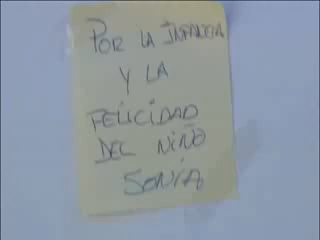 POR LA INFANCIA
Y LA
FELICIDAD
DEL NIÑO
SONIA